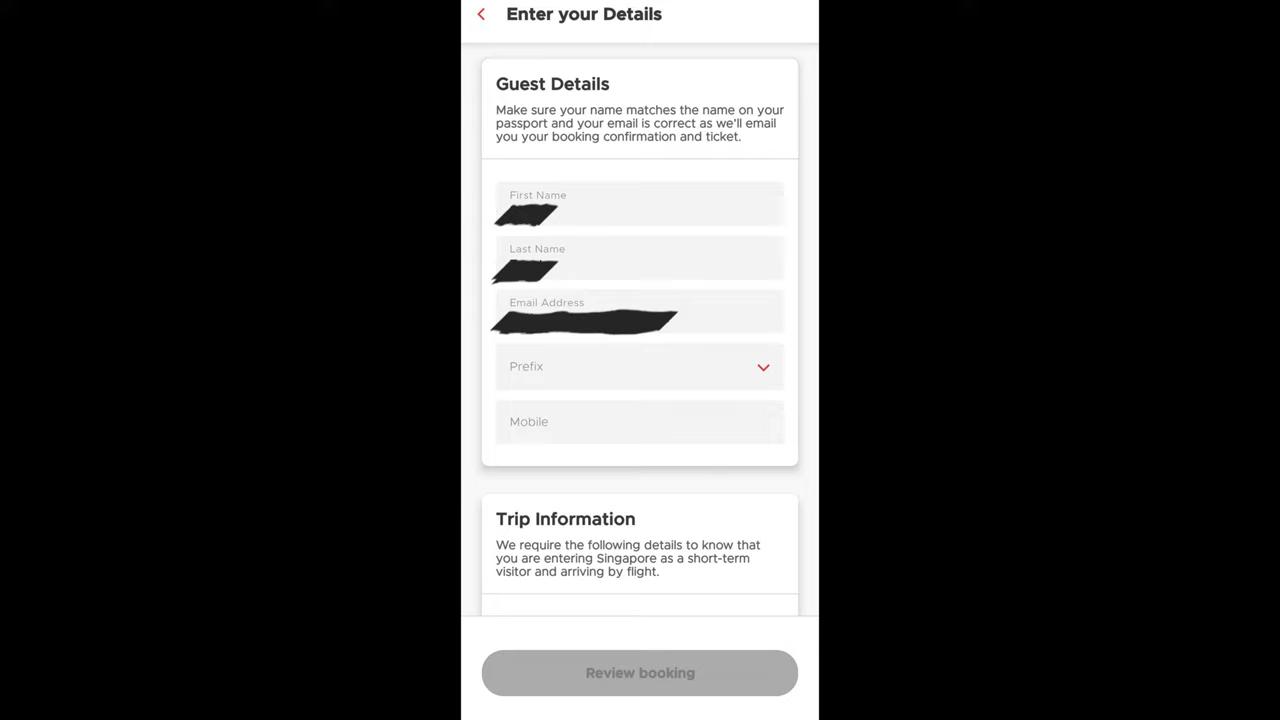 Enter your Details
Guest Details
Make sure your name matches the name on your
passport and your email is correct as we'll email
you your booking confirmation and ticket.
First Name
Last Name
Email Address
Prefix
Mobile
Trip Information
We require the following details to know that
you are entering Singapore as a short-term
visitor and arriving by flight.
Review booking